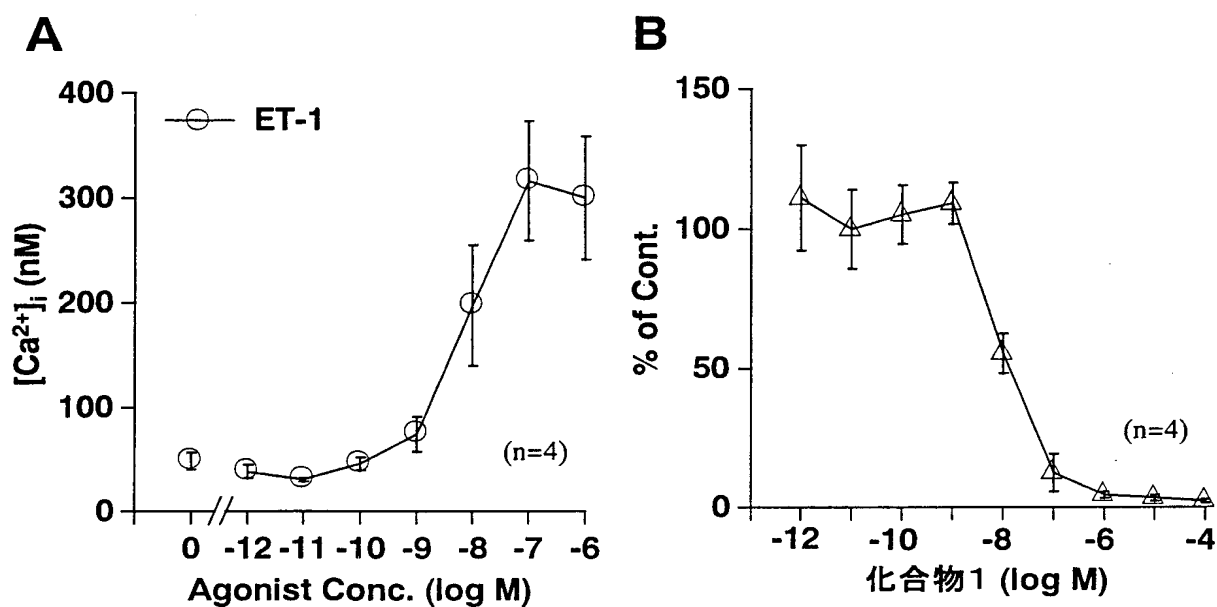 A
400
300
200
100
0
[Ca²⁺]ᵢ (nM)
ET-1
(n=4)
0 -12 -11 -10 -9 -8 -7 -6
Agonist Conc. (log M)
B
150
100
50
0
% of Cont.
(n=4)
-12 -10 -8 -6 -4
化合物1 (log M)